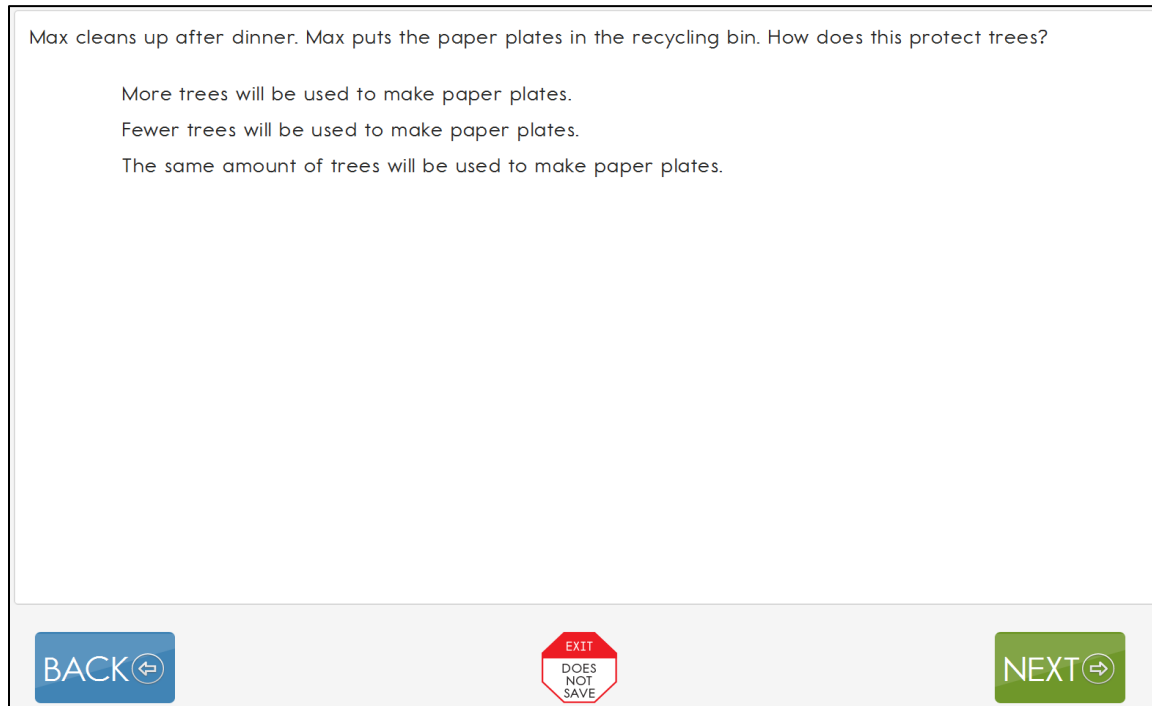 Max cleans up after dinner. Max puts the paper plates in the recycling bin. How does this protect trees?
More trees will be used to make paper plates.
Fewer trees will be used to make paper plates.
The same amount of trees will be used to make paper plates.
BACK
EXIT
DOES
NOT
SAVE
NEXT